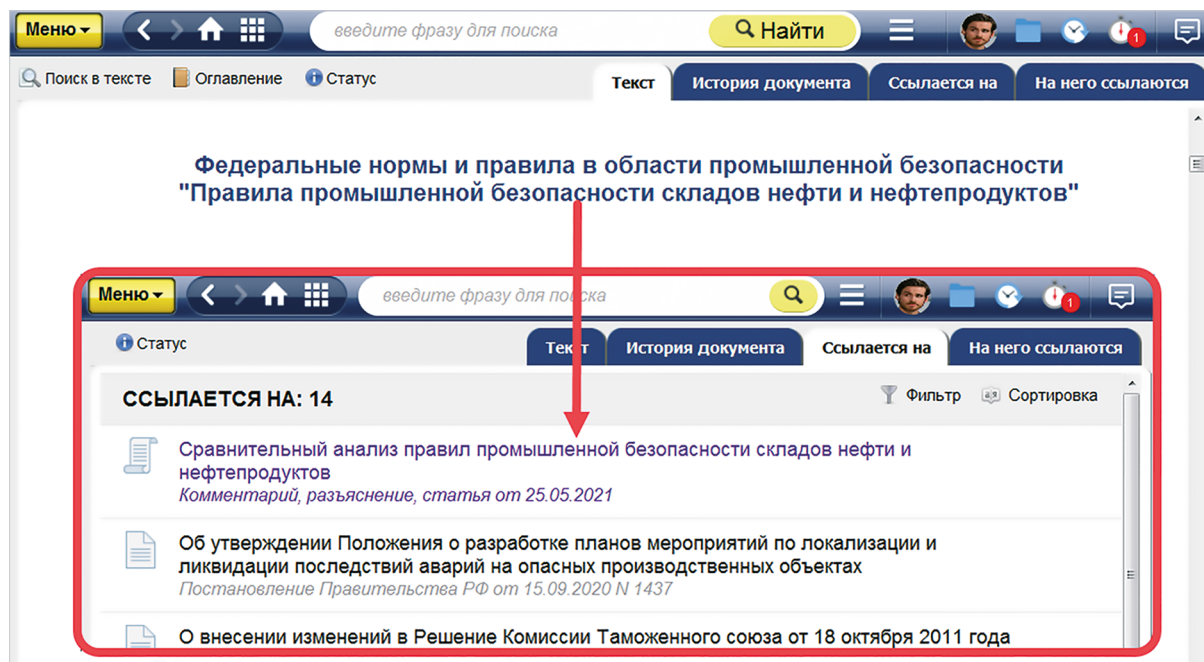 Меню
введите фразу для поиска
Найти
1
Поиск в тексте
Оглавление
Статус
Текст
История документа
Ссылается на
На него ссылаются
Федеральные нормы и правила в области промышленной безопасности
"Правила промышленной безопасности складов нефти и нефтепродуктов"
Меню
введите фразу для поиска
1
Статус
Текст
История документа
Ссылается на
На него ссылаются
ССЫЛАЕТСЯ НА: 14
Фильтр
Сортировка
Сравнительный анализ правил промышленной безопасности складов нефти и
нефтепродуктов
Комментарий, разъяснение, статья от 25.05.2021
Об утверждении Положения о разработке планов мероприятий по локализации и
ликвидации последствий аварий на опасных производственных объектах
Постановление Правительства РФ от 15.09.2020 N 1437
О внесении изменений в Решение Комиссии Таможенного союза от 18 октября 2011 года